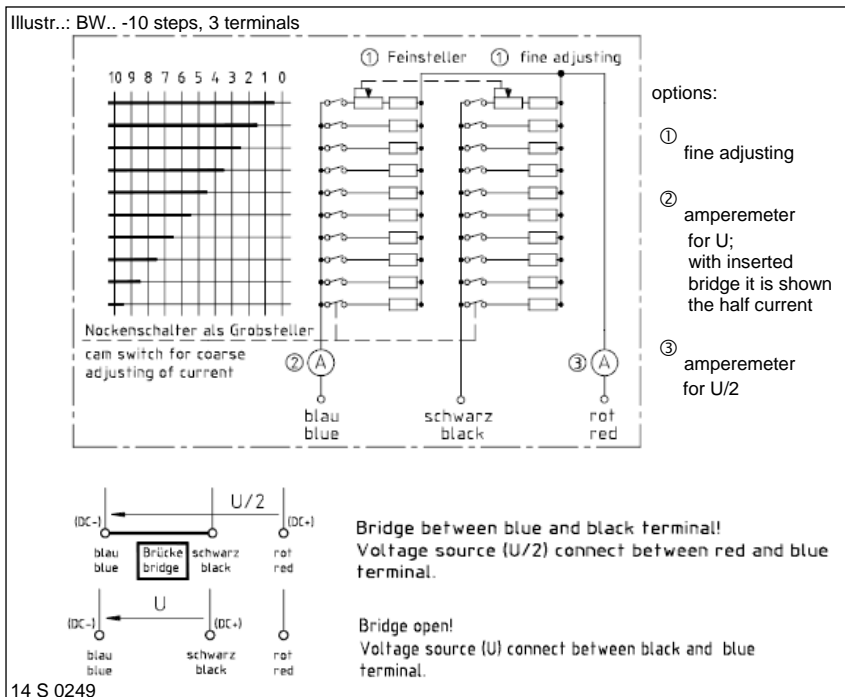 Illustr..: BW.. -10 steps, 3 terminals
① Feinsteller ① fine adjusting
10 9 8 7 6 5 4 3 2 1 0
options:
①
fine adjusting
②
amperemeter
for U;
with inserted
bridge it is shown
the half current
③
amperemeter
for U/2
Nockenschalter als Grobsteller
cam switch for coarse
adjusting of current
② A
③ A
blau
blue
schwarz
black
rot
red
U/2
(DC-)
(DC+)
blau
blue
Brücke
bridge
schwarz
black
rot
red
Bridge between blue and black terminal!
Voltage source (U/2) connect between red and blue
terminal.
U
(DC-)
(DC+)
blau
blue
schwarz
black
rot
red
Bridge open!
Voltage source (U) connect between black and blue
terminal.
14 S 0249